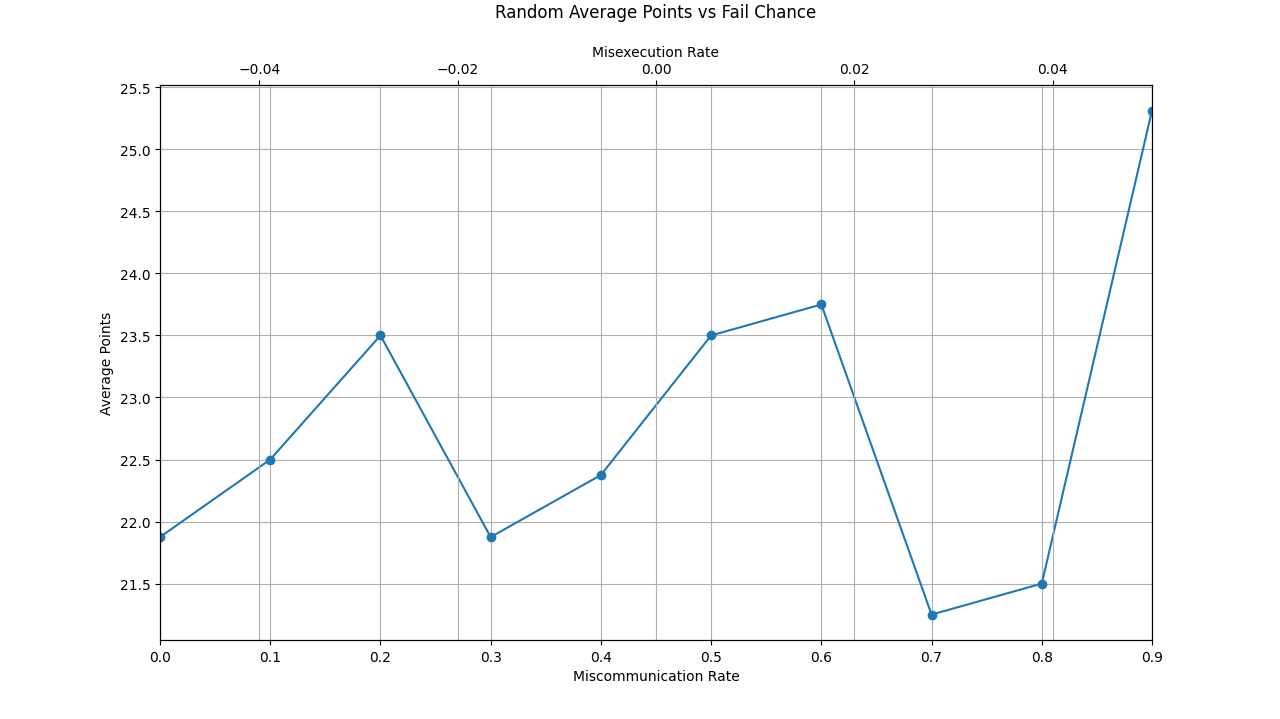 Random Average Points vs Fail Chance
Misexecution Rate
−0.04 −0.02 0.00 0.02 0.04
25.5
25.0
24.5
24.0
23.5
23.0
22.5
22.0
21.5
Average Points
0.0 0.1 0.2 0.3 0.4 0.5 0.6 0.7 0.8 0.9
Miscommunication Rate